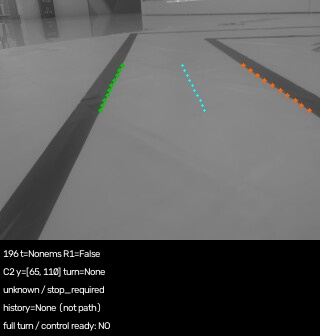 196 t=Nonems R1=False
C2 y=[65, 110] turn=None
unknown / stop_required
history=None (not path)
full turn / control ready: NO